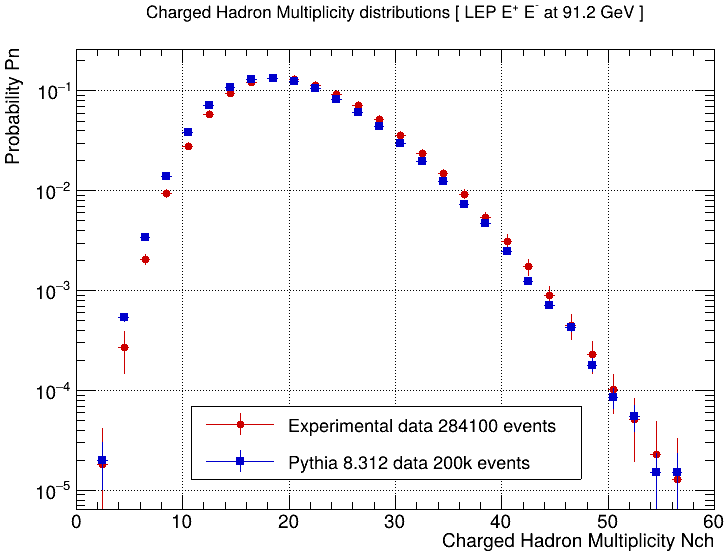 Charged Hadron Multiplicity distributions [ LEP E⁺ E⁻ at 91.2 GeV ]
Probability Pn
10⁻¹
10⁻²
10⁻³
10⁻⁴
10⁻⁵
Experimental data 284100 events
Pythia 8.312 data 200k events
0 10 20 30 40 50 60
Charged Hadron Multiplicity Nch